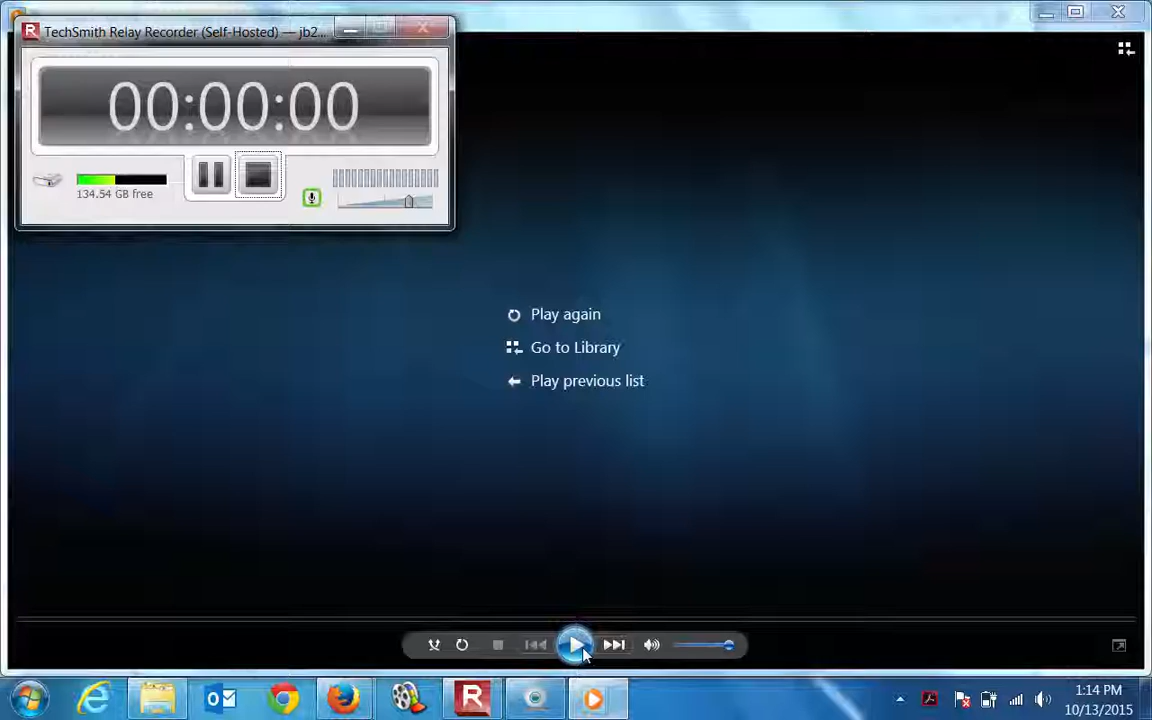 TechSmith Relay Recorder (Self-Hosted) — jb2...
00:00:00
134.54 GB free
Play again
Go to Library
Play previous list
1:14 PM
10/13/2015